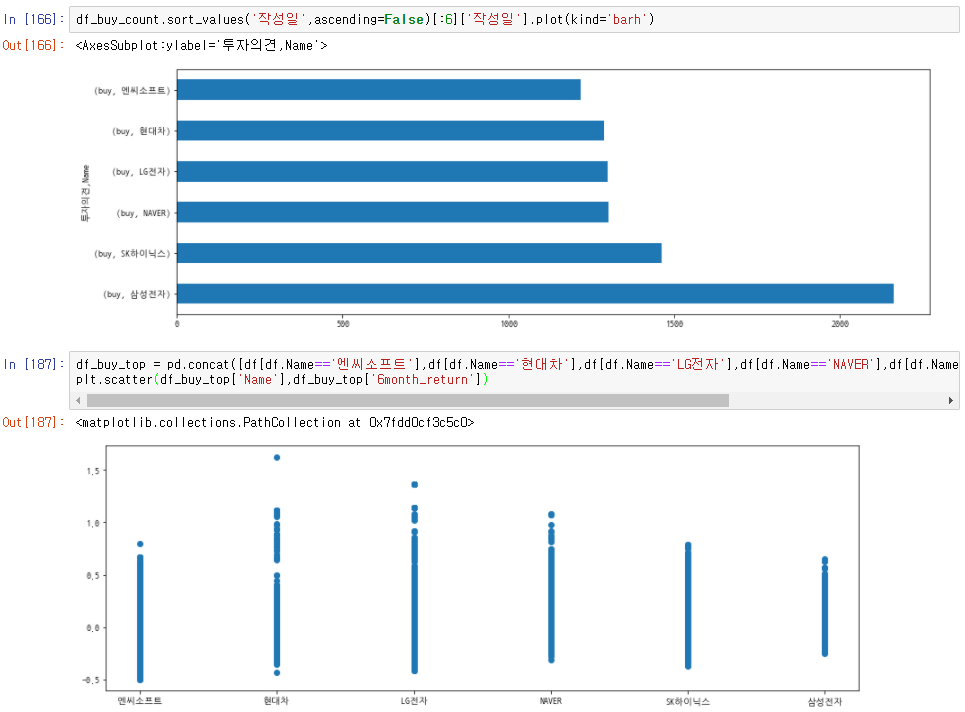 In [166]: df_buy_count.sort_values('작성일',ascending=False)[:6]['작성일'].plot(kind='barh')
Out[166]: <AxesSubplot:ylabel='투자의견,Name'>
(buy, 엔씨소프트)
(buy, 현대차)
(buy, LG전자)
(buy, NAVER)
(buy, SK하이닉스)
(buy, 삼성전자)
투자의견,Name
0 500 1000 1500 2000
In [187]: df_buy_top = pd.concat([df[df.Name=='엔씨소프트'],df[df.Name=='현대차'],df[df.Name=='LG전자'],df[df.Name=='NAVER'],df[df.Name
plt.scatter(df_buy_top['Name'],df_buy_top['6month_return'])
Out[187]: <matplotlib.collections.PathCollection at 0x7fdd0cf3c5c0>
1,5
1,0
0,5
0,0
-0,5
엔씨소프트 현대차 LG전자 NAVER SK하이닉스 삼성전자